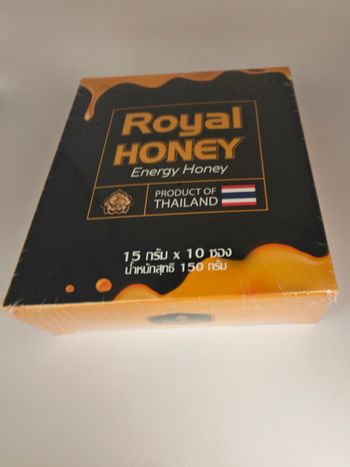 Royal
HONEY
Energy Honey
PRODUCT OF
THAILAND
15 กรัม x 10 ซอง
น้ำหนักสุทธิ 150 กรัม